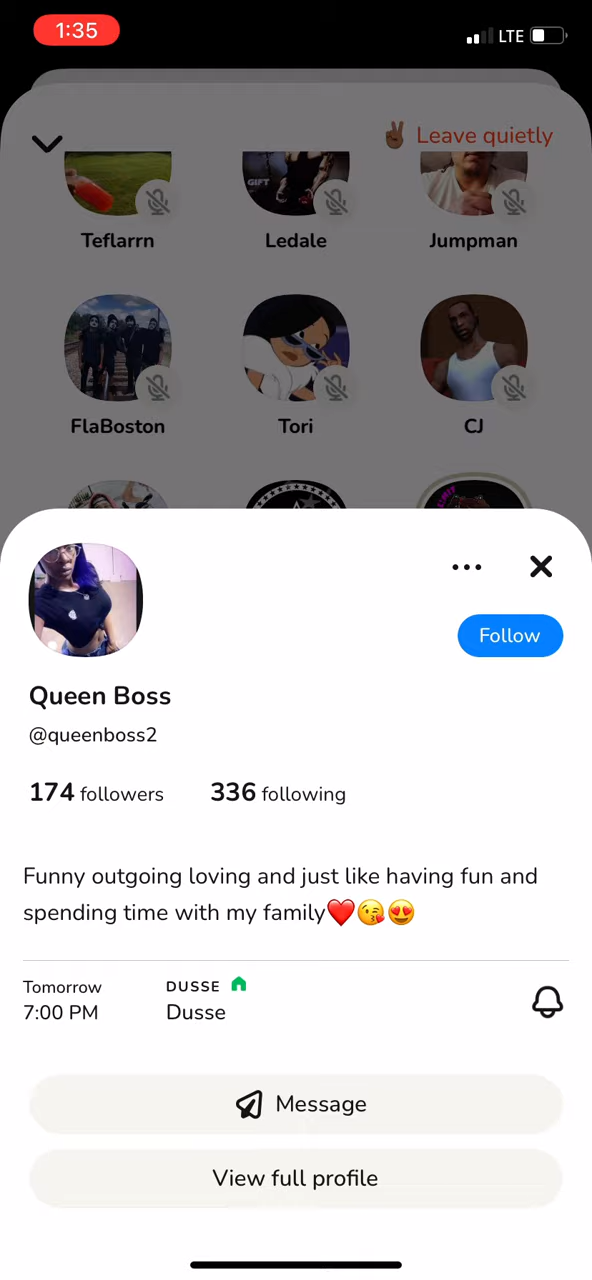 1:35
LTE
✌🏾 Leave quietly
GIFT
Teflarrn
Ledale
Jumpman
FlaBoston
Tori
CJ
Follow
Queen Boss
@queenboss2
174 followers
336 following
Funny outgoing loving and just like having fun and
spending time with my family❤️😘😍
Tomorrow
DUSSE
7:00 PM
Dusse
Message
View full profile